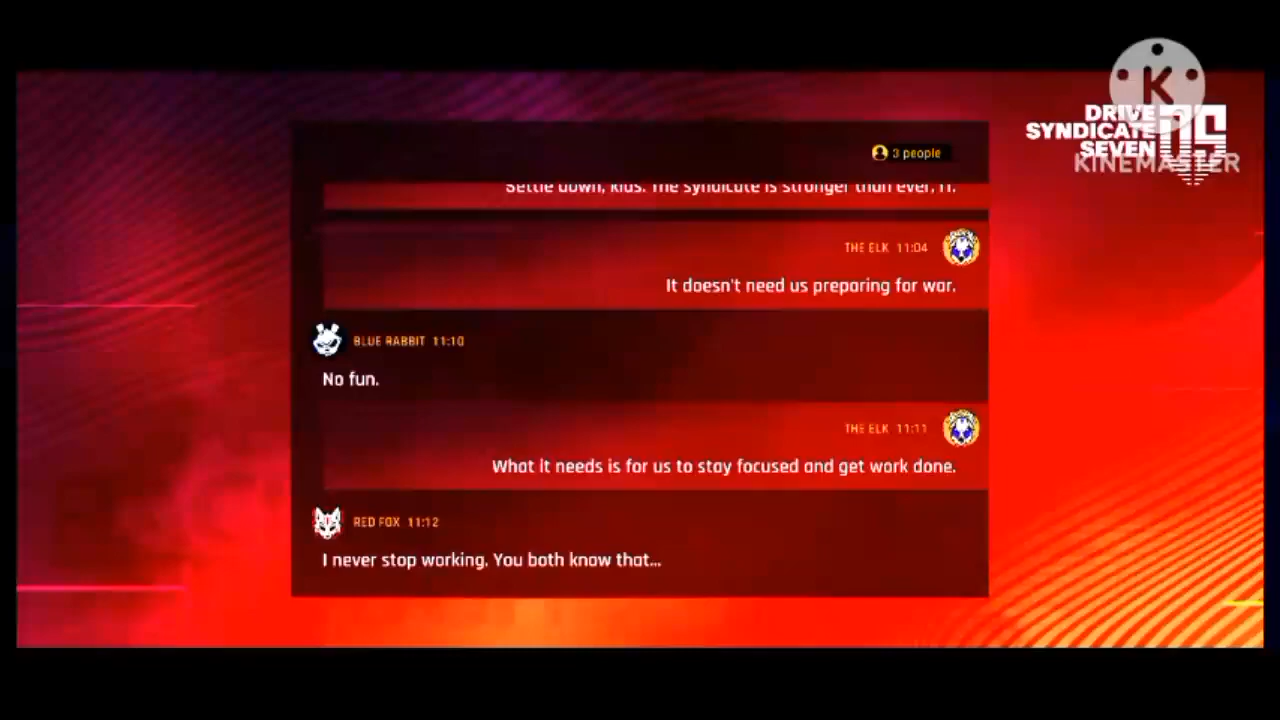 K
DRIVE
SYNDICATE
SEVEN DS
KINEMASTER
3 people
Settle down, kids. The syndicate is stronger than ever,
THE ELK 11:04
It doesn't need us preparing for war.
BLUE RABBIT 11:10
No fun.
THE ELK 11:11
What it needs is for us to stay focused and get work done.
RED FOX 11:12
I never stop working. You both know that...